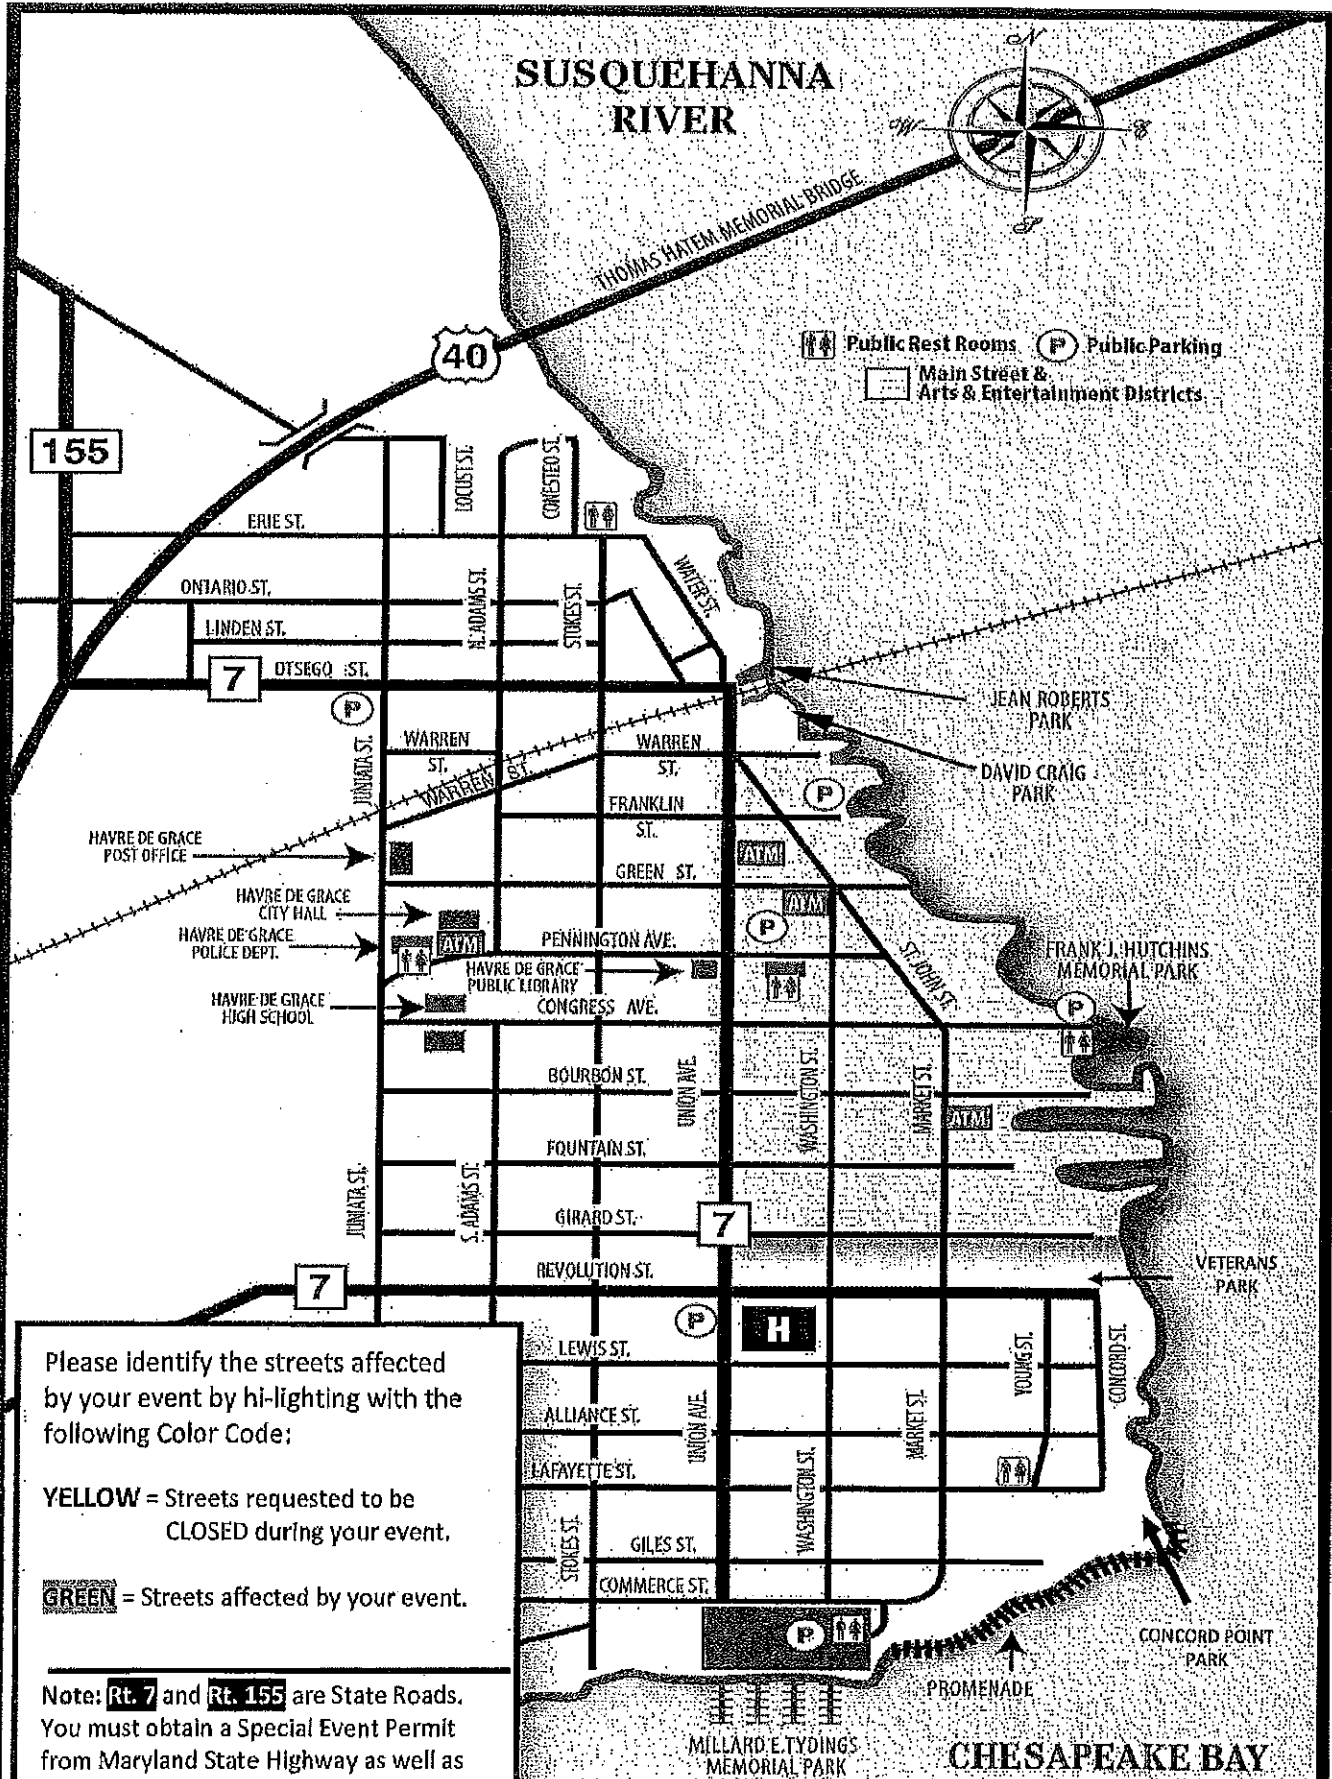 SUSQUEHANNA
RIVER
N
W
E
S
THOMAS HATEM MEMORIAL BRIDGE
40
155
Public Rest Rooms
P Public Parking
Main Street &
Arts & Entertainment Districts
LOCUST ST.
CONESTEO ST.
ERIE ST.
WATER ST.
ONTARIO ST.
N. ADAMS ST.
STOKES ST.
LINDEN ST.
OTSEGO ST.
7
P
JEAN ROBERTS
PARK
WARREN
ST.
WARREN
ST.
JUNIATA ST.
WARREN ST.
DAVID CRAIG
PARK
P
FRANKLIN
ST.
HAVRE DE GRACE
POST OFFICE
ATM
GREEN ST.
HAVRE DE GRACE
CITY HALL
ATM
P
HAVRE DE GRACE
POLICE DEPT.
ATM
PENNINGTON AVE.
ST. JOHN ST.
FRANK J. HUTCHINS
MEMORIAL PARK
HAVRE DE GRACE
PUBLIC LIBRARY
HAVRE DE GRACE
HIGH SCHOOL
CONGRESS AVE.
P
BOURBON ST.
UNION AVE.
WASHINGTON ST.
MARKET ST.
ATM
FOUNTAIN ST.
JUNIATA ST.
S. ADAMS ST.
GIRARD ST.
7
REVOLUTION ST.
7
VETERANS
PARK
P
H
LEWIS ST.
YOUNG ST.
CONCORD ST.
ALLIANCE ST.
UNION AVE.
MARKET ST.
LAFAYETTE ST.
WASHINGTON ST.
STOKES ST.
GILES ST.
COMMERCE ST.
P
CONCORD POINT
PARK
PROMENADE
MILLARD E. TYDINGS
MEMORIAL PARK
CHESAPEAKE BAY
Please identify the streets affected
by your event by hi-lighting with the
following Color Code:
YELLOW = Streets requested to be
CLOSED during your event.
GREEN = Streets affected by your event.
Note: Rt. 7 and Rt. 155 are State Roads.
You must obtain a Special Event Permit
from Maryland State Highway as well as